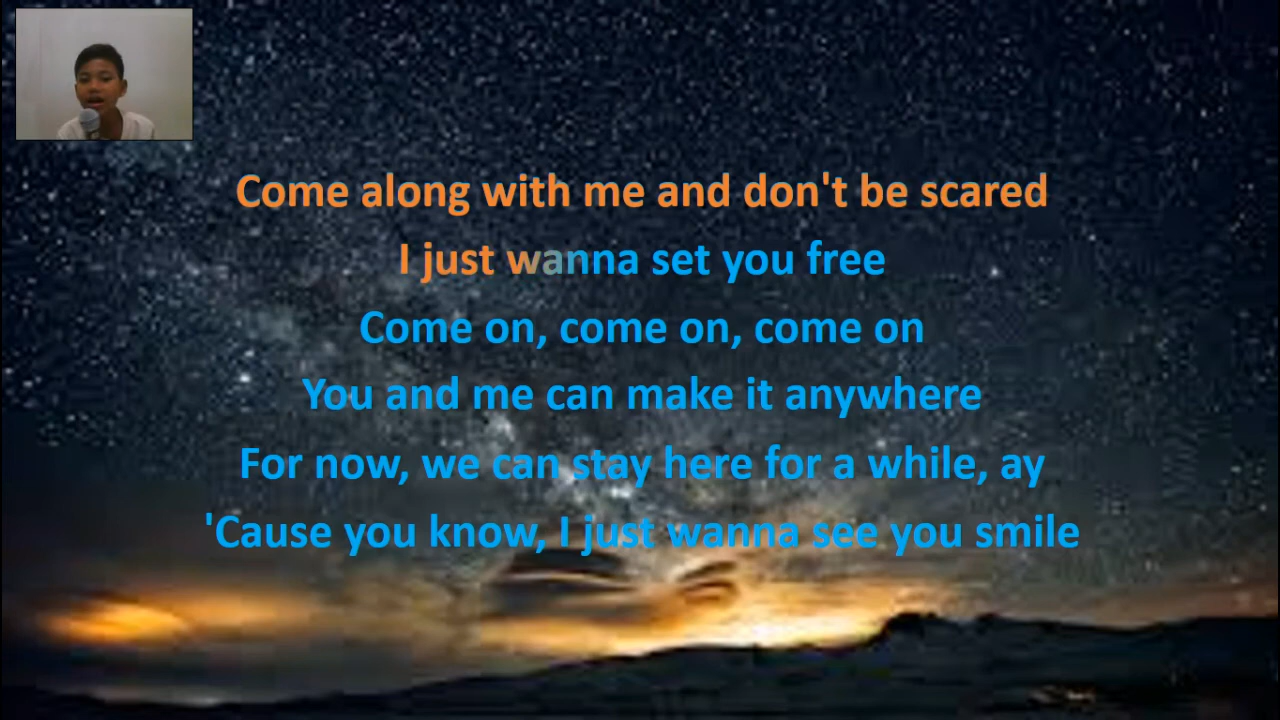 Come along with me and don't be scared
I just wanna set you free
Come on, come on, come on
You and me can make it anywhere
For now, we can stay here for a while, ay
'Cause you know, I just wanna see you smile